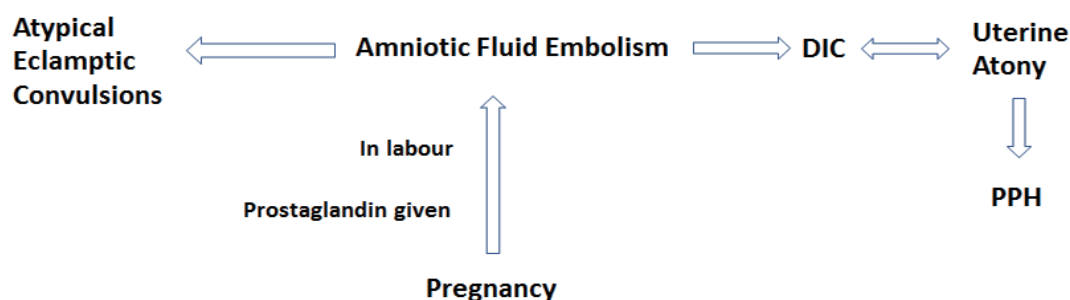 Atypical
Eclamptic
Convulsions
Amniotic Fluid Embolism
DIC
Uterine
Atony
In labour
Prostaglandin given
PPH
Pregnancy